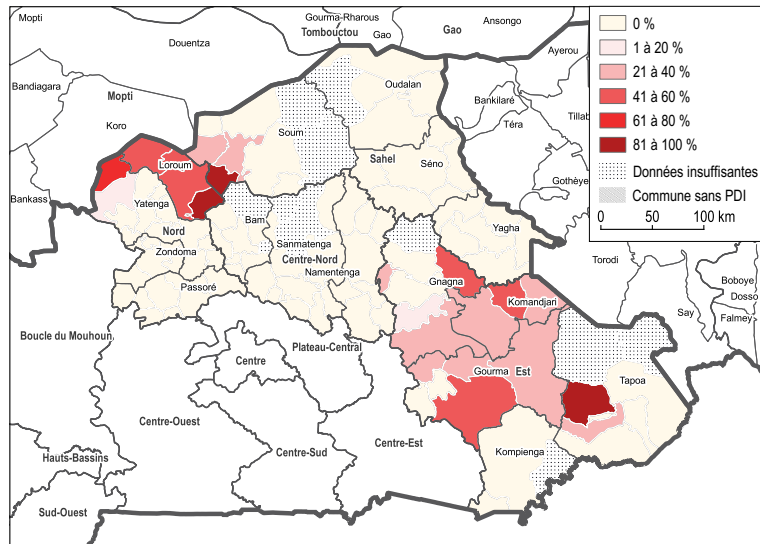 Mopti
Gourma-Rharous
Tombouctou
Gao
Gao
Ansongo
Douentza
Ayerou
Bandiagara
Mopti
Koro
Oudalan
Bankilaré
Téra
Soum
Loroum
Sahel
Séno
Gothèye
Bankass
Yatenga
Nord
Bam
Sanmatenga
Centre-Nord
Namentenga
Yagha
Zondoma
Passoré
Gnagna
Komandjari
Torodi
Boboye
Dosso
Say
Falmey
Boucle du Mouhoun
Plateau-Central
Centre
Gourma
Est
Tapoa
Centre-Ouest
Centre-Est
Centre-Sud
Kompienga
Hauts-Bassins
Sud-Ouest
0 %
1 à 20 %
21 à 40 %
41 à 60 %
61 à 80 %
81 à 100 %
Données insuffisantes
Commune sans PDI
0 50 100 km